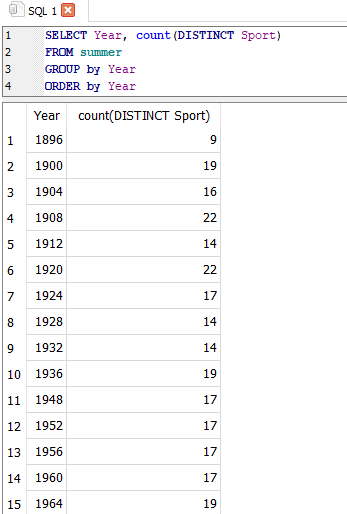 SQL 1
1 SELECT Year, count(DISTINCT Sport)
2 FROM summer
3 GROUP by Year
4 ORDER by Year
Year count(DISTINCT Sport)
1 1896 9
2 1900 19
3 1904 16
4 1908 22
5 1912 14
6 1920 22
7 1924 17
8 1928 14
9 1932 14
10 1936 19
11 1948 17
12 1952 17
13 1956 17
14 1960 17
15 1964 19